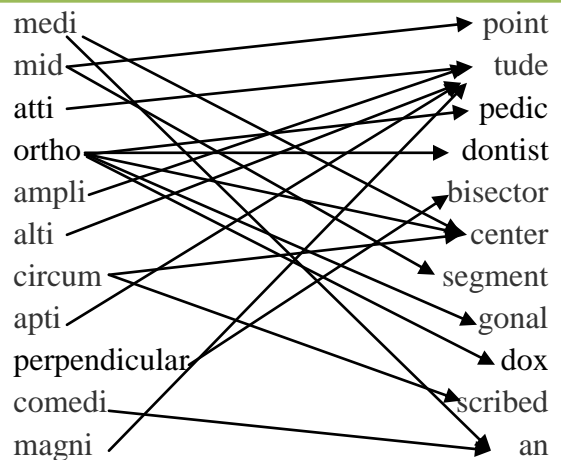 medi point
mid tude
atti pedic
ortho dontist
ampli bisector
alti center
circum segment
apti gonal
perpendicular dox
comedi scribed
magni an